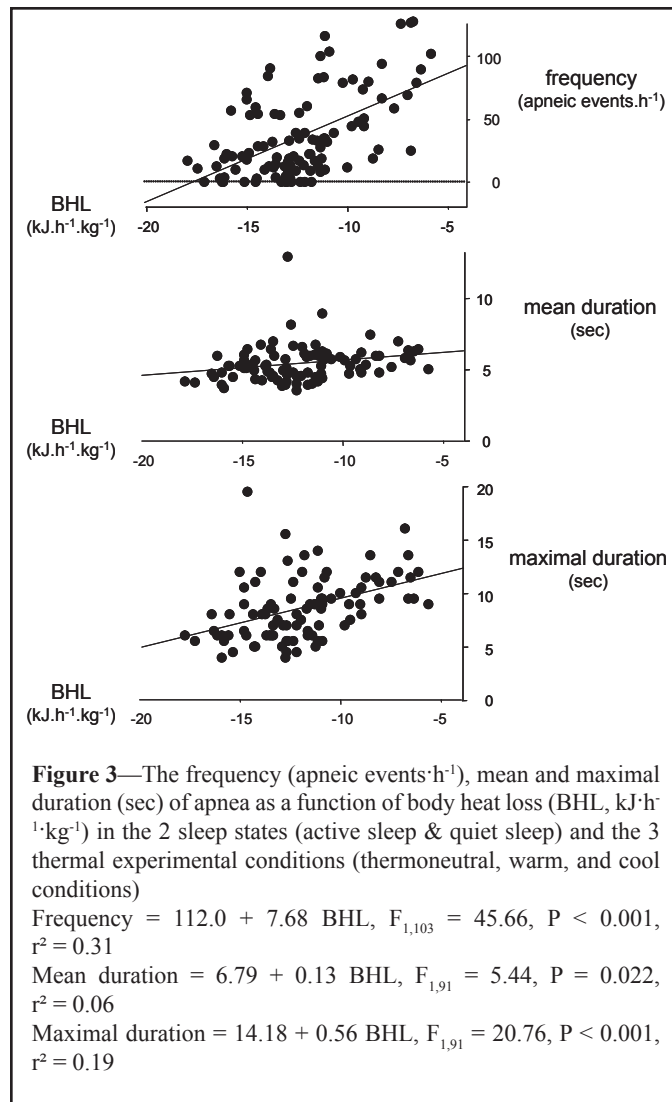 100
frequency
(apneic events.h-1)
50
0
BHL
(kJ.h-1.kg-1)
-20 -15 -10 -5
10
mean duration
(sec)
5
BHL
(kJ.h-1.kg-1)
0
-20 -15 -10 -5
20
15
maximal duration
(sec)
10
5
BHL
(kJ.h-1.kg-1)
0
-20 -15 -10 -5
Figure 3—The frequency (apneic events·h-1), mean and maximal
duration (sec) of apnea as a function of body heat loss (BHL, kJ·h-
1·kg-1) in the 2 sleep states (active sleep & quiet sleep) and the 3
thermal experimental conditions (thermoneutral, warm, and cool
conditions)
Frequency = 112.0 + 7.68 BHL, F1,103 = 45.66, P < 0.001,
r² = 0.31
Mean duration = 6.79 + 0.13 BHL, F1,91 = 5.44, P = 0.022,
r² = 0.06
Maximal duration = 14.18 + 0.56 BHL, F1,91 = 20.76, P < 0.001,
r² = 0.19